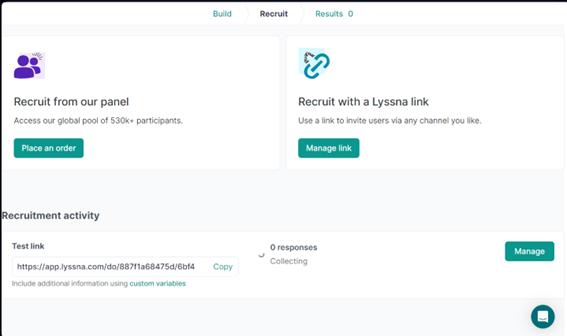 Build Recruit Results 0
Recruit from our panel
Access our global pool of 530k+ participants.
Place an order
Recruit with a Lyssna link
Use a link to invite users via any channel you like.
Manage link
Recruitment activity
Test link
https://app.lyssna.com/do/887f1a68475d/6bf4 Copy
Include additional information using custom variables
0 responses
Collecting
Manage